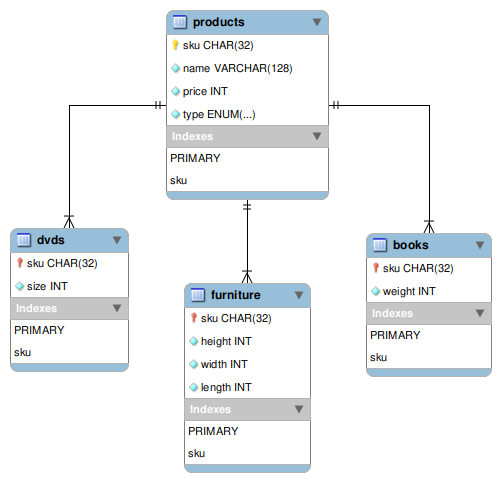 products
sku CHAR(32)
name VARCHAR(128)
price INT
type ENUM(...)
Indexes
PRIMARY
sku
dvds
sku CHAR(32)
size INT
Indexes
PRIMARY
sku
furniture
sku CHAR(32)
height INT
width INT
length INT
Indexes
PRIMARY
sku
books
sku CHAR(32)
weight INT
Indexes
PRIMARY
sku